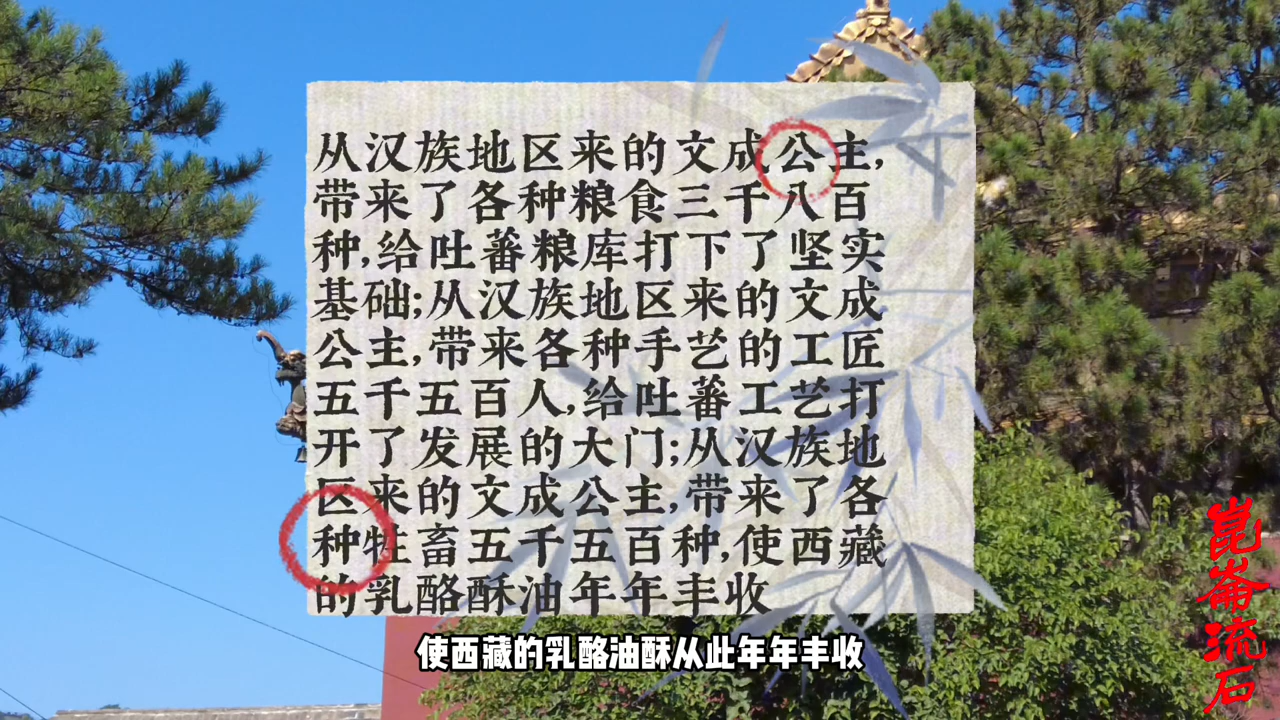 从汉族地区来的文成公主,
带来了各种粮食三千八百
种,给吐蕃粮库打下了坚实
基础;从汉族地区来的文成
公主,带来各种手艺的工匠
五千五百人,给吐蕃工艺打
开了发展的大门;从汉族地
区来的文成公主,带来了各
种牲畜五千五百种,使西藏
的乳酪酥油年年丰收
使西藏的乳酪油酥从此年年丰收
崑崙流石